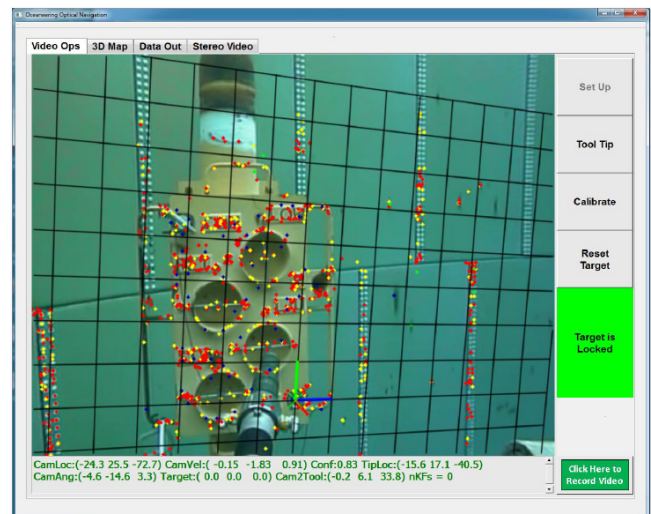 Oceaneering Optical Navigation
Video Ops 3D Map Data Out Stereo Video
Set Up
Tool Tip
Calibrate
Reset
Target
Target is
Locked
CamLoc:(-24.3 25.5 -72.7) CamVel:( -0.15 -1.83 0.91) Conf:0.83 TipLoc:(-15.6 17.1 -40.5)
CamAng:(-4.6 -14.6 3.3) Target:( 0.0 0.0 0.0) Cam2Tool:(-0.2 6.1 33.8) nKFs = 0
Click Here to
Record Video